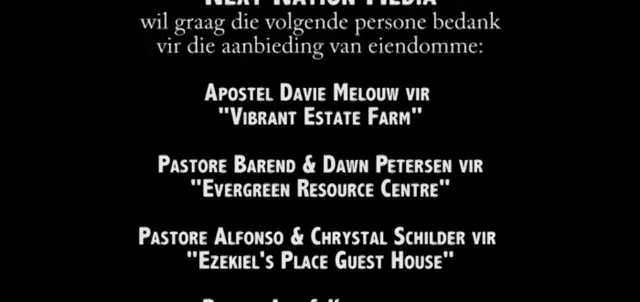 NEXT NATION MEDIA
wil graag die volgende persone bedank
vir die aanbieding van eiendomme:
APOSTEL DAVIE MELOUW VIR
"VIBRANT ESTATE FARM"
PASTORE BAREND & DAWN PETERSEN VIR
"EVERGREEN RESOURCE CENTRE"
PASTORE ALFONSO & CHRYSTAL SCHILDER VIR
"EZEKIEL'S PLACE GUEST HOUSE"